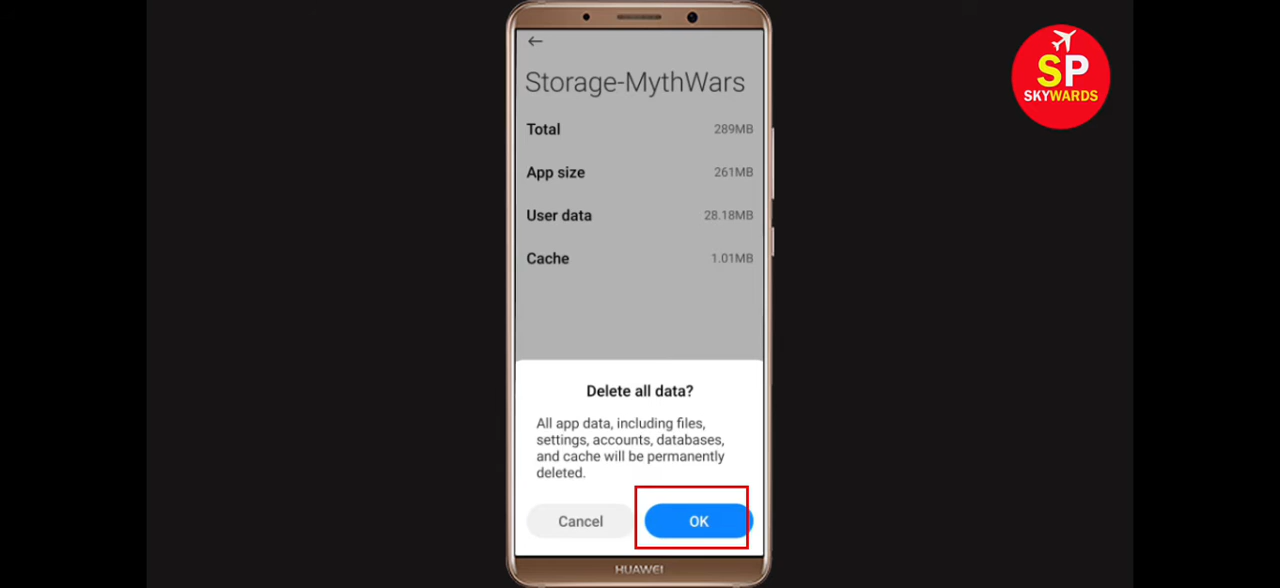 SP
SKYWARDS
Storage-MythWars
Total 289MB
App size 261MB
User data 28.18MB
Cache 1.01MB
Delete all data?
All app data, including files,
settings, accounts, databases,
and cache will be permanently
deleted.
Cancel OK
HUAWEI